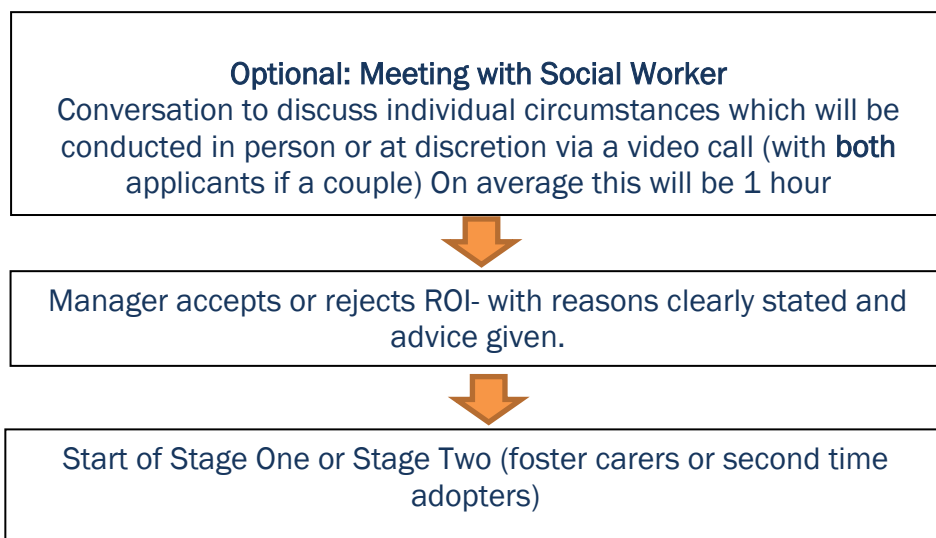 Optional: Meeting with Social Worker
Conversation to discuss individual circumstances which will be
conducted in person or at discretion via a video call (with both
applicants if a couple) On average this will be 1 hour
Manager accepts or rejects ROI- with reasons clearly stated and
advice given.
Start of Stage One or Stage Two (foster carers or second time
adopters)